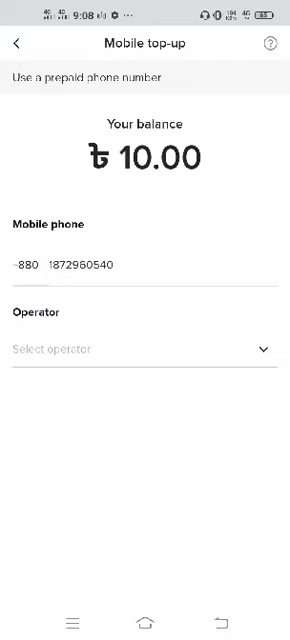 9:08
Mobile top-up
Use a prepaid phone number
Your balance
৳ 10.00
Mobile phone
-880 1872960540
Operator
Select operator